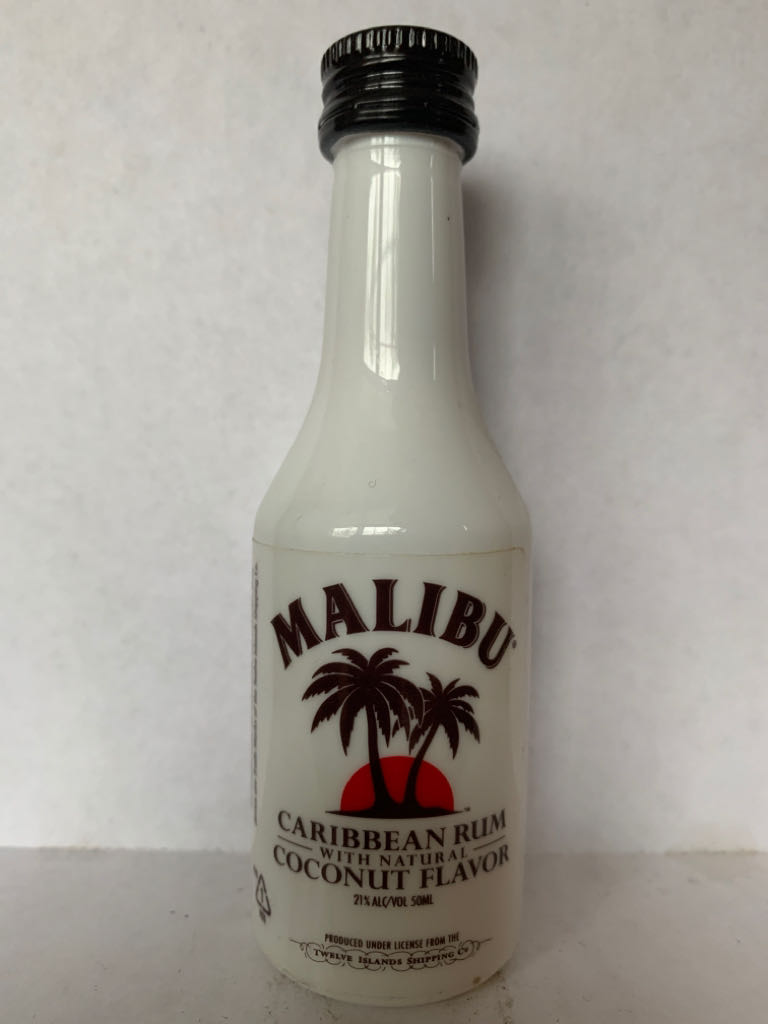 MALIBU®
CARIBBEAN RUM
WITH NATURAL
COCONUT FLAVOR
21% ALC/VOL 50ML
PRODUCED UNDER LICENSE FROM THE
TWELVE ISLANDS SHIPPING Co